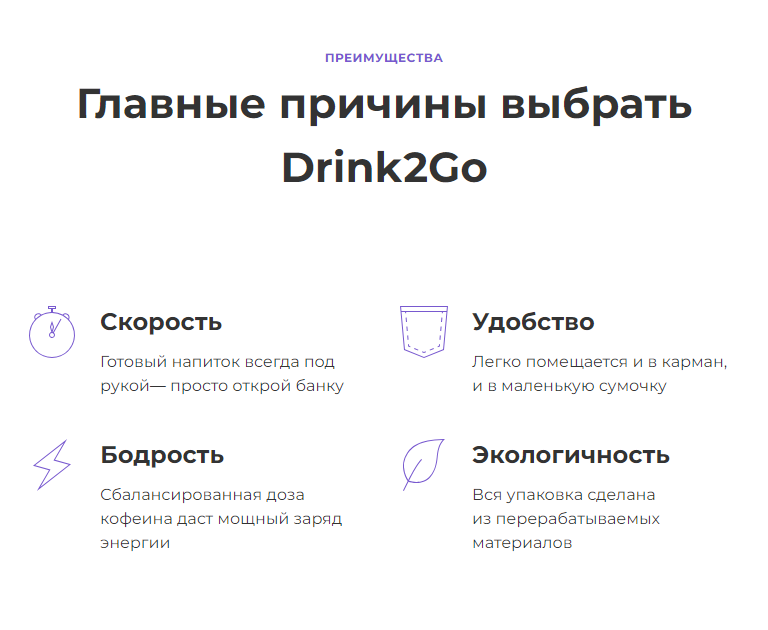 ПРЕИМУЩЕСТВА
Главные причины выбрать
Drink2Go
Скорость
Готовый напиток всегда под
рукой— просто открой банку
Удобство
Легко помещается и в карман,
и в маленькую сумочку
Бодрость
Сбалансированная доза
кофеина даст мощный заряд
энергии
Экологичность
Вся упаковка сделана
из перерабатываемых
материалов